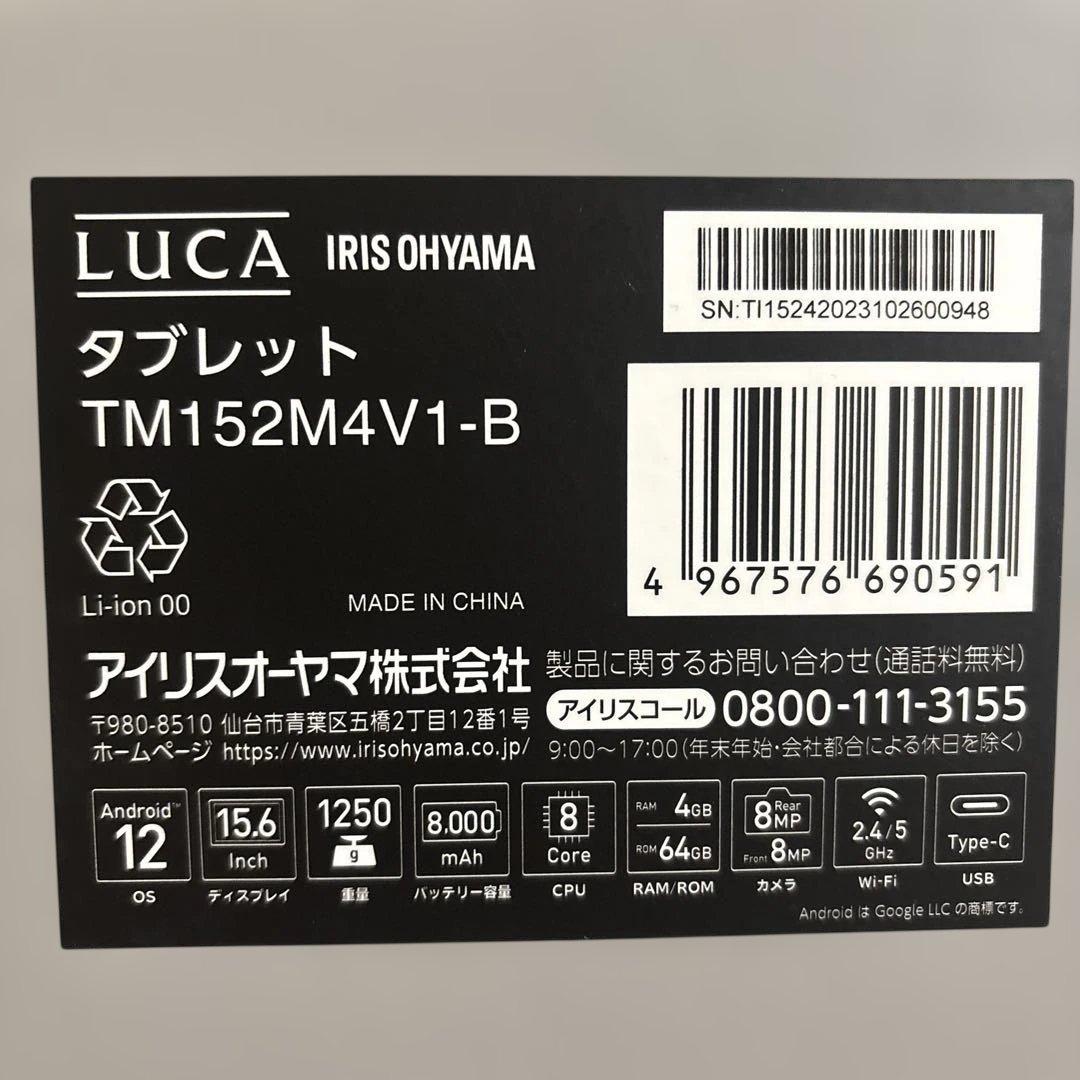 LUCA IRIS OHYAMA
タブレット
TM152M4V1-B
SN:TI15242023102600948
4 967576 690591
Li-ion 00
MADE IN CHINA
アイリスオーヤマ株式会社
〒980-8510 仙台市青葉区五橋2丁目12番1号
ホームページ https://www.irisohyama.co.jp/
製品に関するお問い合わせ(通話料無料)
アイリスコール 0800-111-3155
9:00～17:00(年末年始・会社都合による休日を除く)
Android™ 12
OS
15.6 Inch
ディスプレイ
1250 g
重量
8,000 mAh
バッテリー容量
8 Core
CPU
RAM 4GB
ROM 64GB
RAM/ROM
8MP Rear
Front 8MP
カメラ
2.4/5 GHz
Wi-Fi
Type-C
USB
Android は Google LLC の商標です。